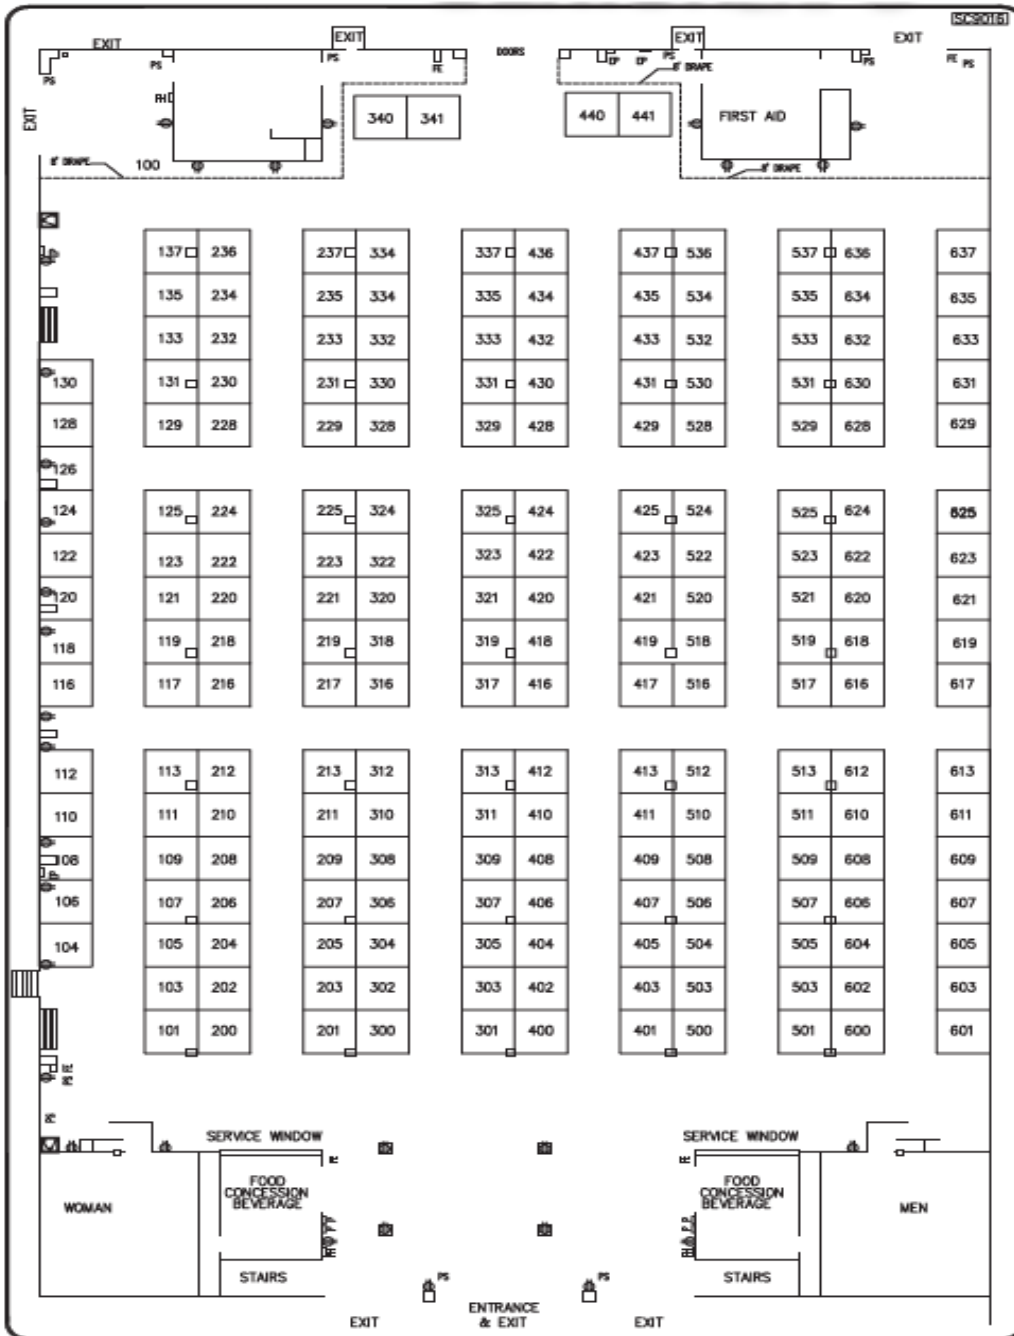 SC9016
EXIT EXIT DOORS EXIT EXIT
PS PS FE CP CP PS PS FE PS
PS 8' DRAPE
FH
EXIT
340 341 440 441 FIRST AID
8' DRAPE 100 8' DRAPE
137 236 237 334 337 436 437 536 537 636 637
135 234 235 334 335 434 435 534 535 634 635
133 232 233 332 333 432 433 532 533 632 633
130 131 230 231 330 331 430 431 530 531 630 631
128 129 228 229 328 329 428 429 528 529 628 629
126
124 125 224 225 324 325 424 425 524 525 624
122 123 222 223 322 323 422 423 522 523 622 623
120 121 220 221 320 321 420 421 520 521 620 621
118 119 218 219 318 319 418 419 518 519 618 619
116 117 216 217 316 317 416 417 516 517 616 617
112 113 212 213 312 313 412 413 512 513 612 613
110 111 210 211 310 311 410 411 510 511 610 611
108 109 208 209 308 309 408 409 508 509 608 609
106 107 206 207 306 307 406 407 506 507 606 607
104 105 204 205 304 305 404 405 504 505 604 605
103 202 203 302 303 402 403 503 503 602 603
101 200 201 300 301 400 401 500 501 600 601
SERVICE WINDOW SERVICE WINDOW
FOOD FOOD
CONCESSION CONCESSION
BEVERAGE BEVERAGE
WOMAN MEN
STAIRS PS PS STAIRS
ENTRANCE
& EXIT
EXIT EXIT